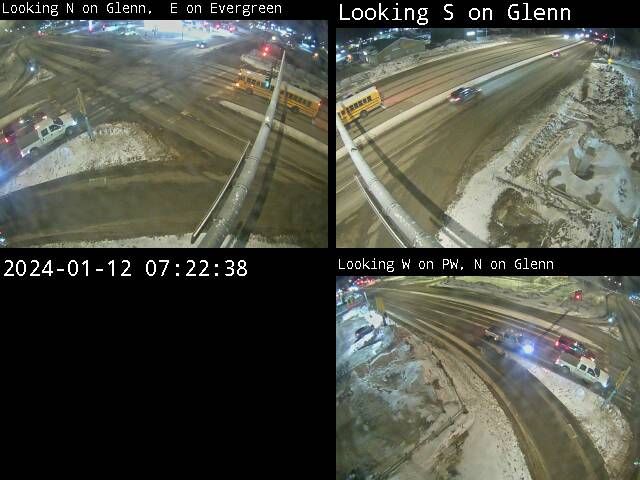 Looking N on Glenn,  E on Evergreen
Looking S on Glenn
2024-01-12 07:22:38
Looking W on PW, N on Glenn